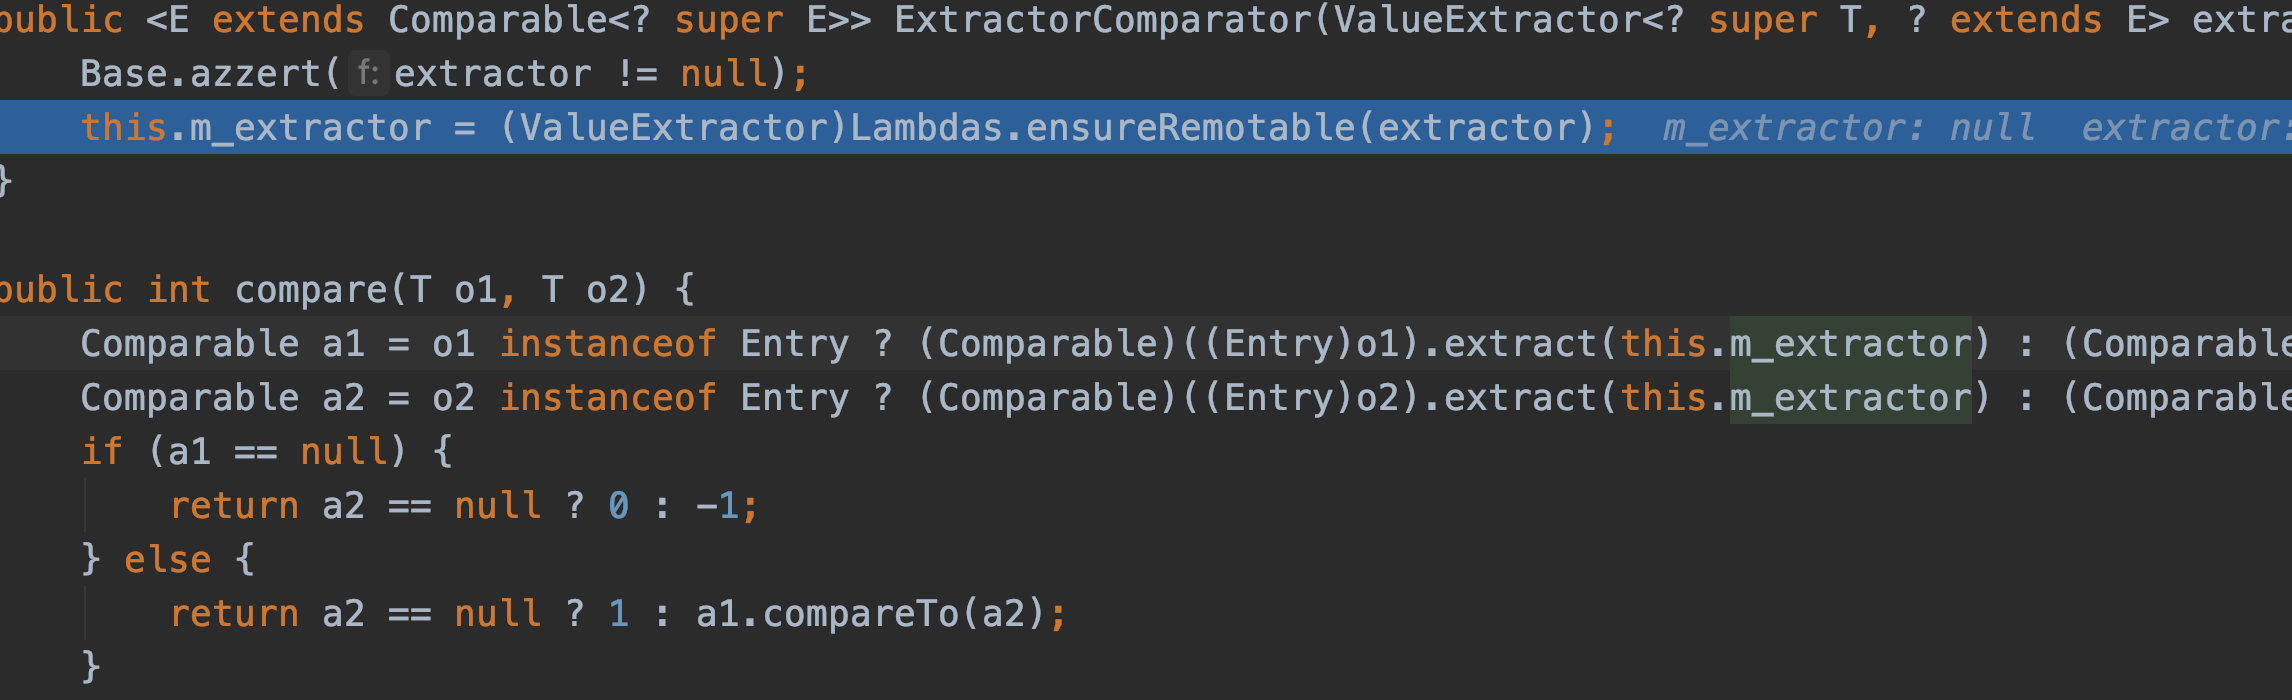 public <E extends Comparable<? super E>> ExtractorComparator(ValueExtractor<? super T, ? extends E> extra
Base.azzert( f: extractor != null);
this.m_extractor = (ValueExtractor)Lambdas.ensureRemotable(extractor); m_extractor: null extractor:
}
public int compare(T o1, T o2) {
Comparable a1 = o1 instanceof Entry ? (Comparable)((Entry)o1).extract(this.m_extractor) : (Comparable
Comparable a2 = o2 instanceof Entry ? (Comparable)((Entry)o2).extract(this.m_extractor) : (Comparable
if (a1 == null) {
return a2 == null ? 0 : -1;
} else {
return a2 == null ? 1 : a1.compareTo(a2);
}